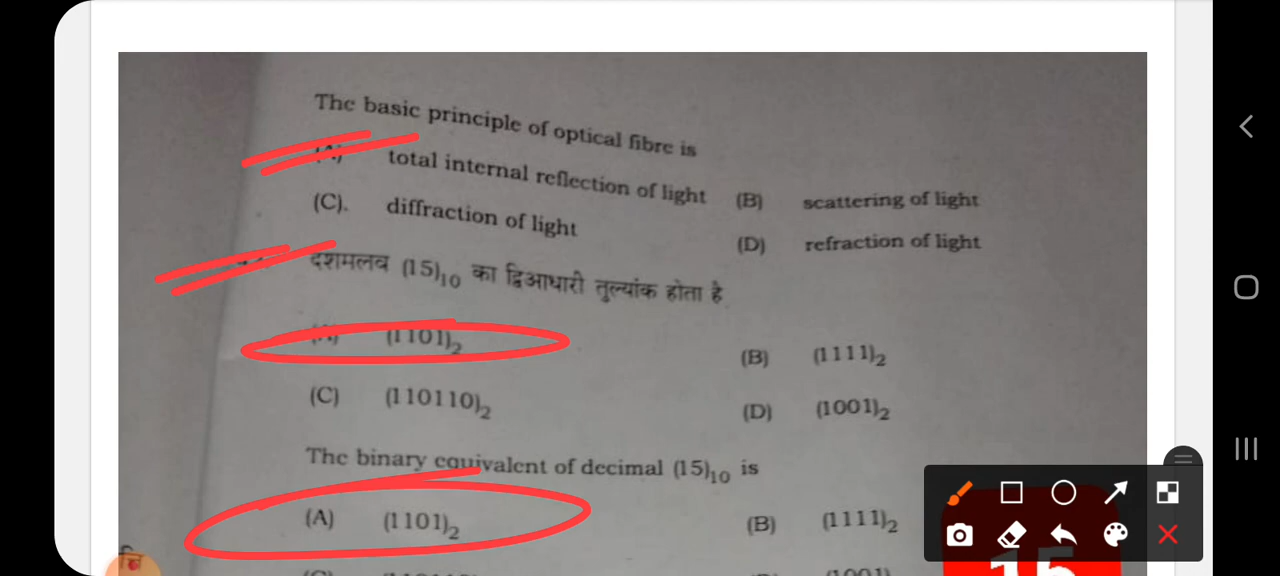 The basic principle of optical fibre is
(A) total internal reflection of light (B) scattering of light
(C). diffraction of light (D) refraction of light
दशमलव (15)10 का द्विआधारी तुल्यांक होता है
(A) (1101)2 (B) (1111)2
(C) (110110)2 (D) (1001)2
The binary equivalent of decimal (15)10 is
(A) (1101)2 (B) (1111)2